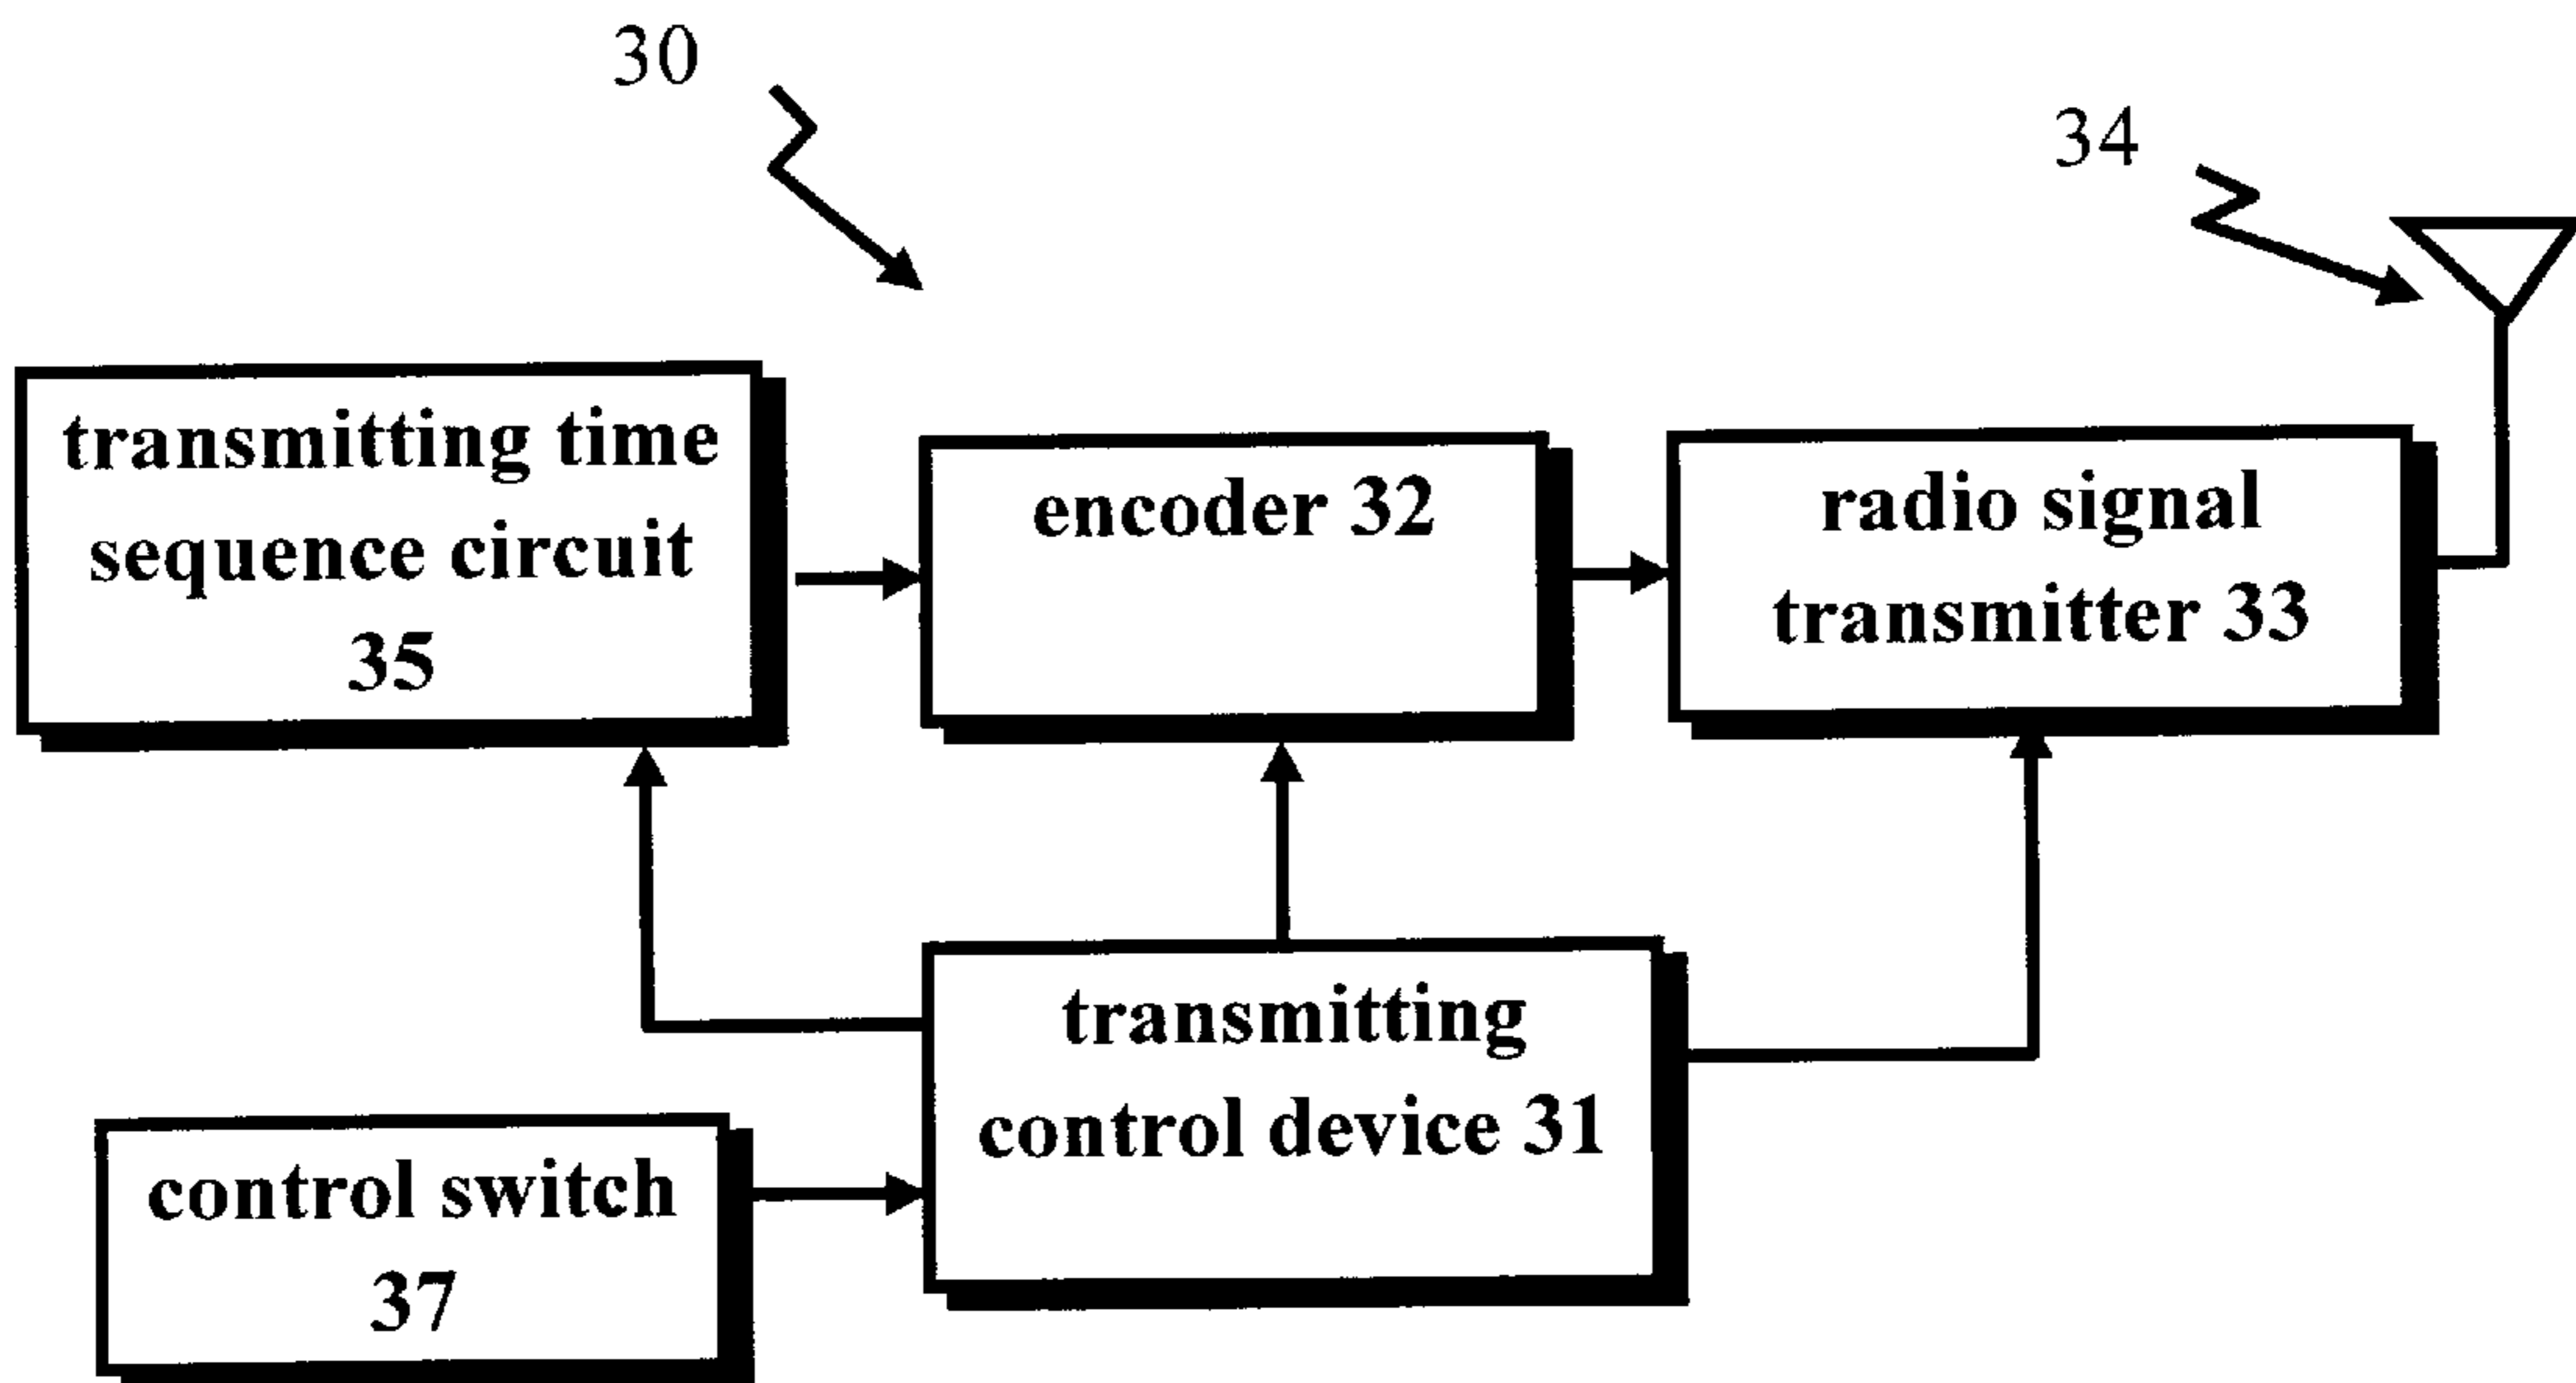 30
34
transmitting time
sequence circuit
35
encoder 32
radio signal
transmitter 33
transmitting
control device 31
control switch
37